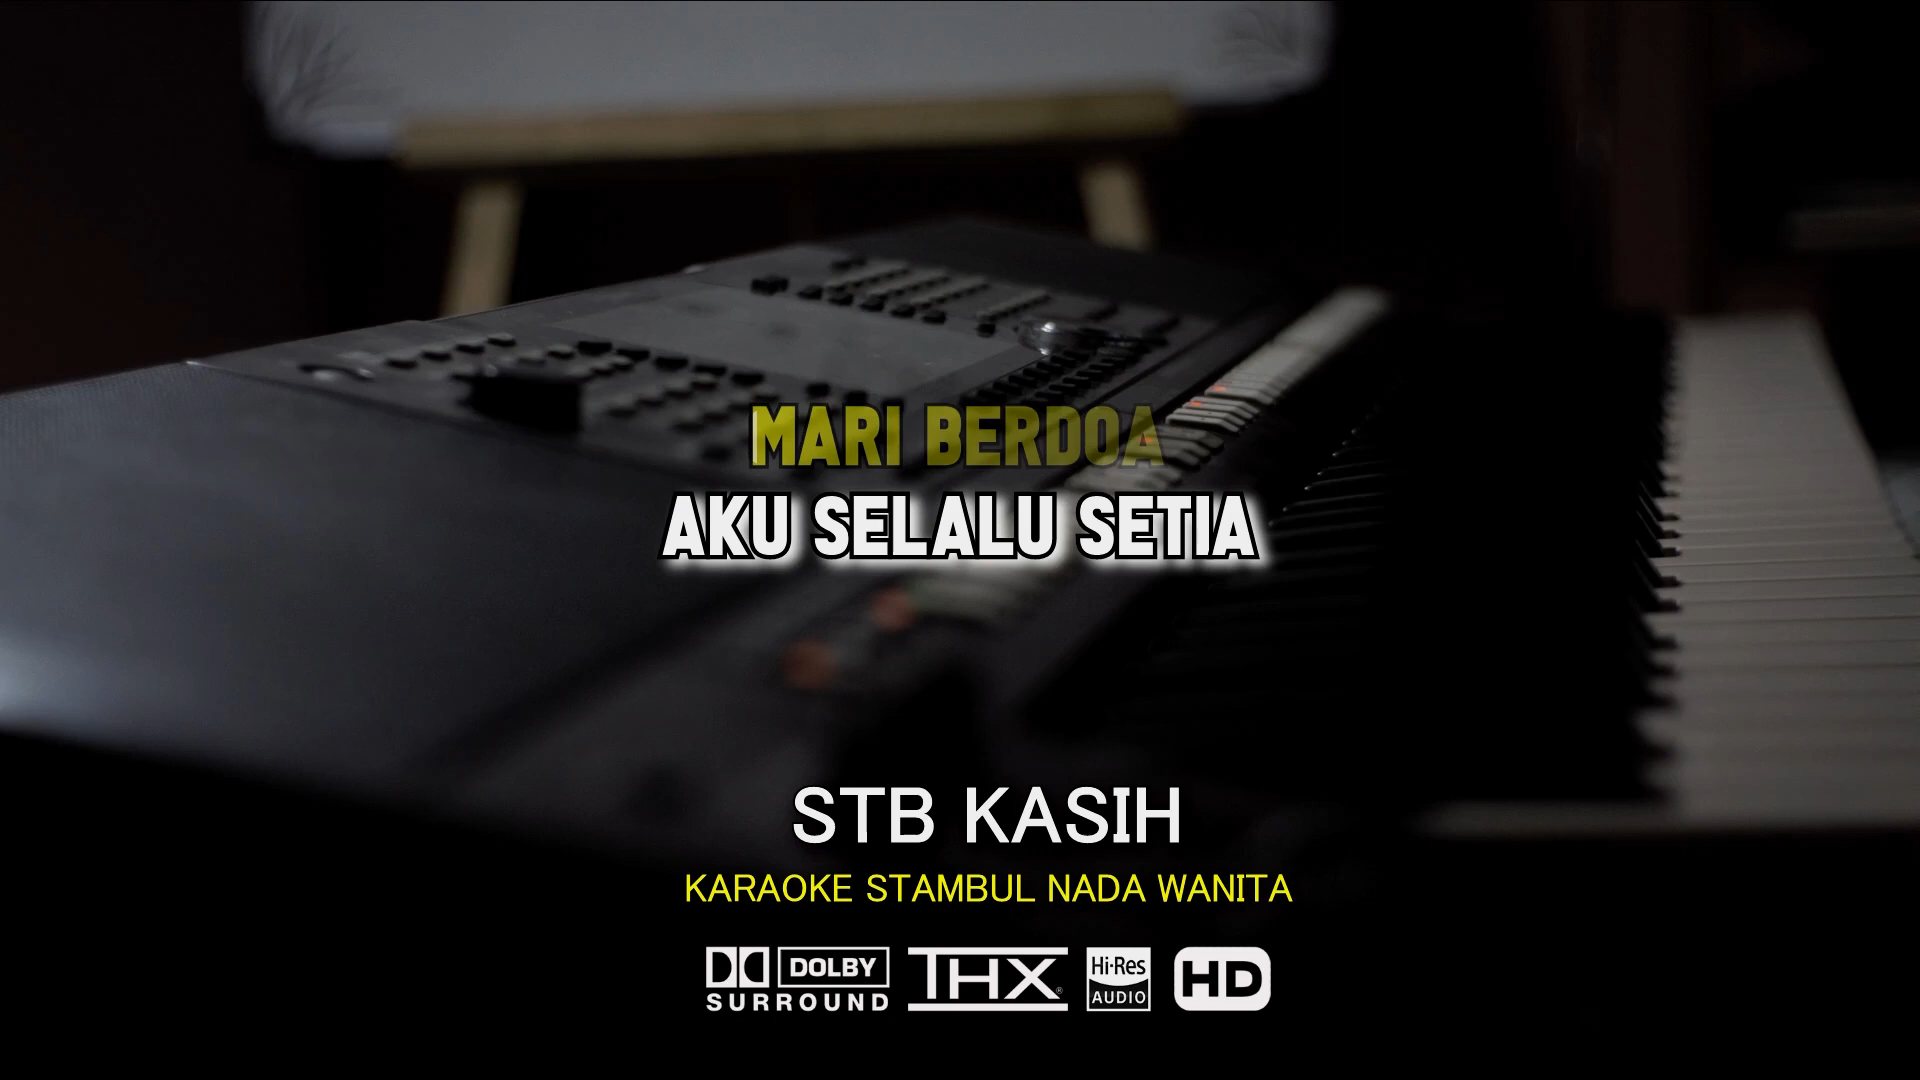 MARI BERDOA
AKU SELALU SETIA
STB KASIH
KARAOKE STAMBUL NADA WANITA
DOLBY
SURROUND
THX
Hi-Res
AUDIO
HD